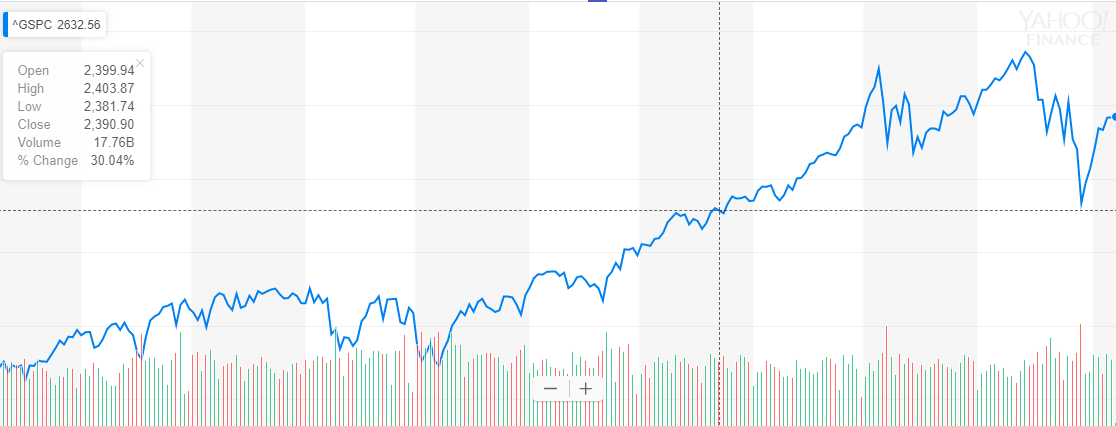 ^GSPC 2632.56
YAHOO!
FINANCE
Open 2,399.94
High 2,403.87
Low 2,381.74
Close 2,390.90
Volume 17.76B
% Change 30.04%